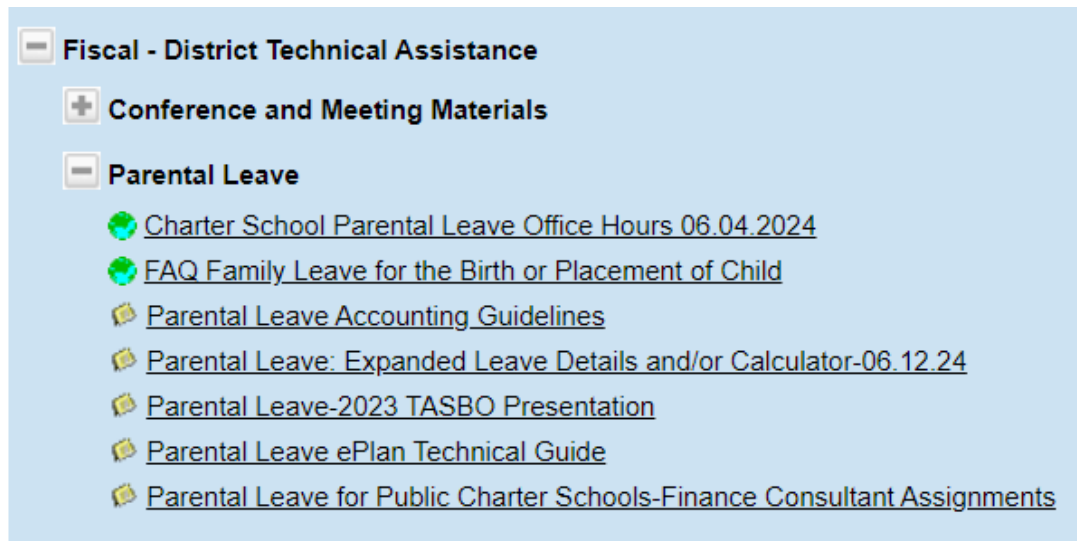 Fiscal - District Technical Assistance
Conference and Meeting Materials
Parental Leave
Charter School Parental Leave Office Hours 06.04.2024
FAQ Family Leave for the Birth or Placement of Child
Parental Leave Accounting Guidelines
Parental Leave: Expanded Leave Details and/or Calculator-06.12.24
Parental Leave-2023 TASBO Presentation
Parental Leave ePlan Technical Guide
Parental Leave for Public Charter Schools-Finance Consultant Assignments